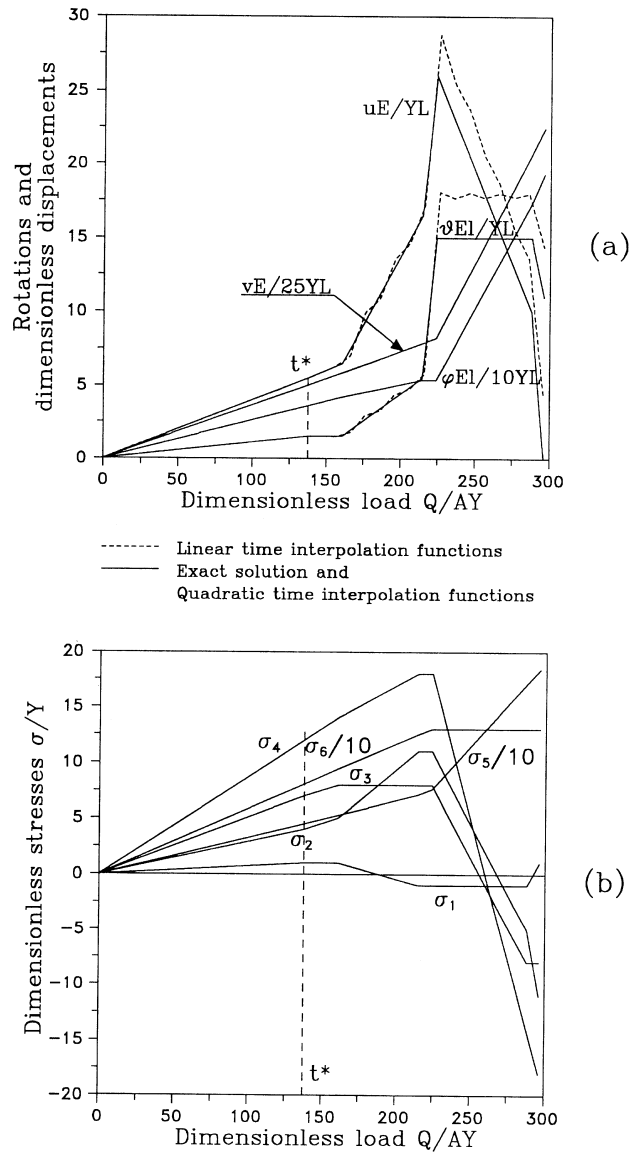 30
25
20
15
10
5
0
Rotations and
dimensionless displacements
uE/YL
ϑEl/YL
vE/25YL
t*
φEl/10YL
(a)
0 50 100 150 200 250 300
Dimensionless load Q/AY
Linear time interpolation functions
Exact solution and
Quadratic time interpolation functions
20
15
10
5
0
-5
-10
-15
-20
Dimensionless stresses σ/Y
σ4
σ6/10
σ5/10
σ3
σ2
σ1
t*
(b)
0 50 100 150 200 250 300
Dimensionless load Q/AY